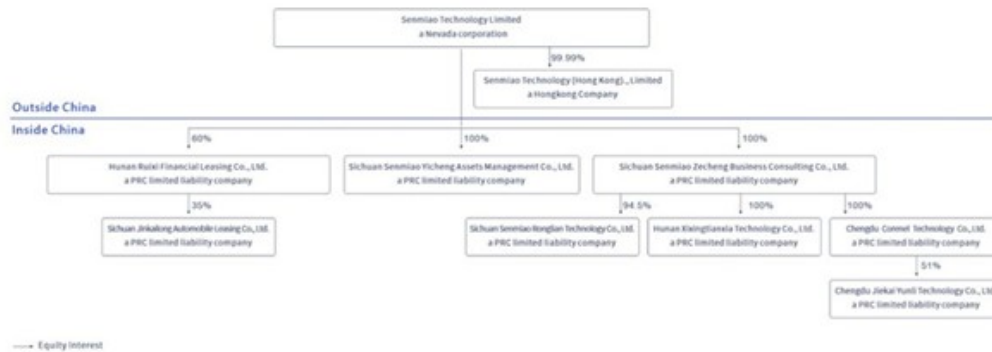 Senmiao Technology Limited
a Nevada corporation
99.99%
Senmiao Technology (Hong Kong)., Limited
a Hongkong Company
Outside China
Inside China
60%
100%
100%
Hunan Ruixi Financial Leasing Co., Ltd.
a PRC limited liability company
Sichuan Senmiao Yicheng Assets Management Co., Ltd.
a PRC limited liability company
Sichuan Senmiao Zecheng Business Consulting Co., Ltd.
a PRC limited liability company
35%
94.5%
100%
100%
Sichuan Jinkailong Automobile Leasing Co., Ltd.
a PRC limited liability company
Sichuan Senmiao Ronglian Technology Co., Ltd.
a PRC limited liability company
Hunan Xixingtianxia Technology Co., Ltd.
a PRC limited liability company
Chengdu Corenel Technology Co., Ltd.
a PRC limited liability company
51%
Chengdu Jiekai Yunli Technology Co., Ltd
a PRC limited liability company
Equity Interest